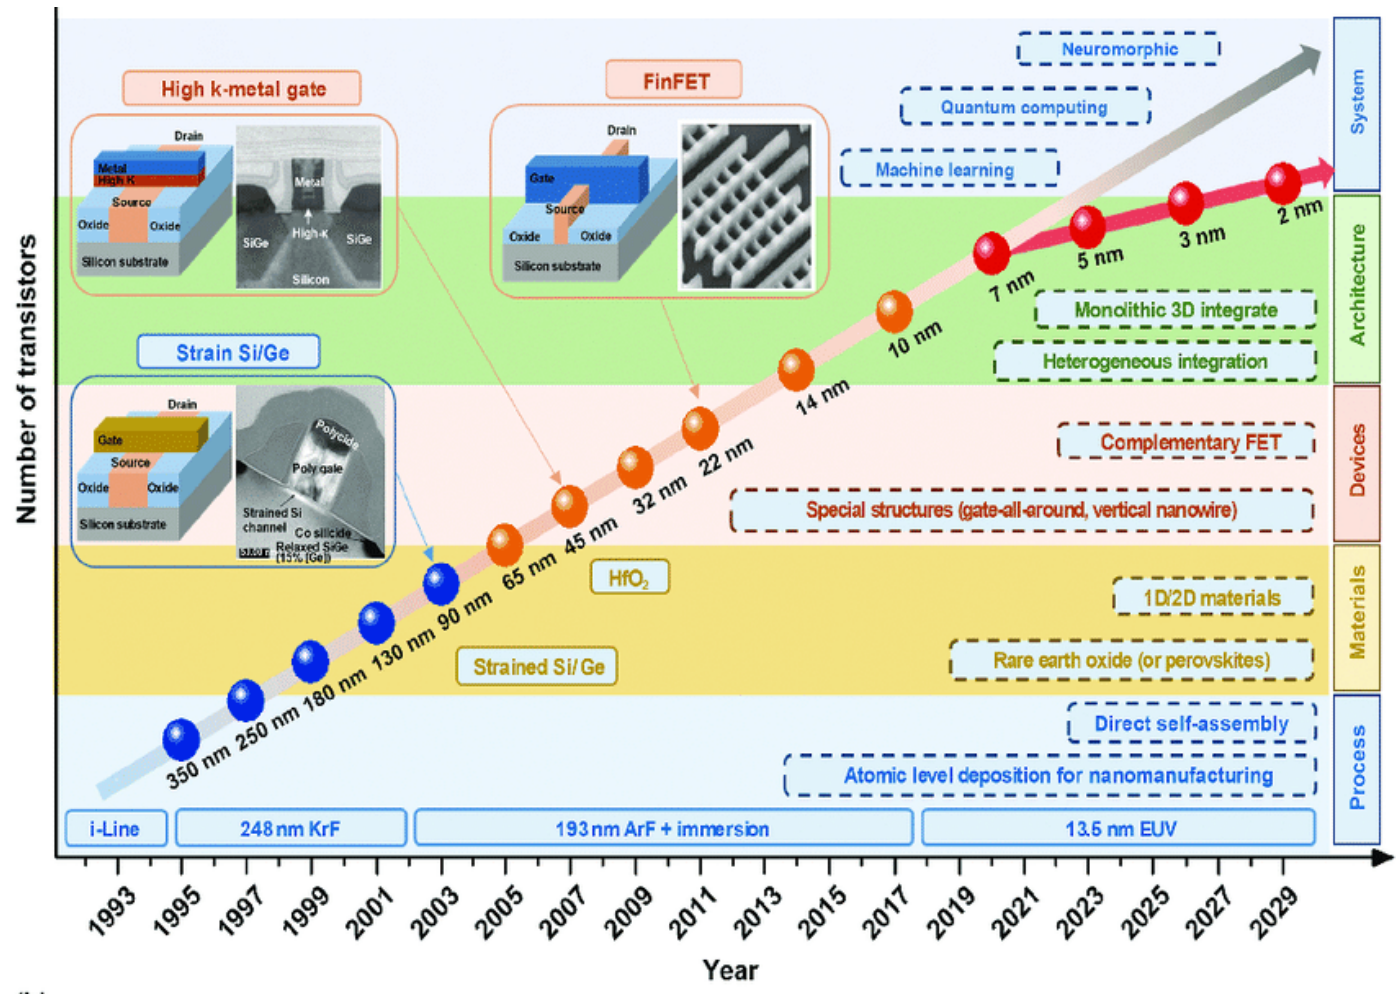 Number of transistors
High k-metal gate
Drain
Metal
High K
Source
Oxide
Oxide
Silicon substrate
Metal
High-κ
SiGe
SiGe
Silicon
FinFET
Drain
Gate
Source
Oxide
Oxide
Silicon substrate
Strain Si/Ge
Drain
Gate
Source
Oxide
Oxide
Silicon substrate
Polycide
Poly gale
Strained Si
channel
Co silicide
Relaxed SiGe
(15% [Ge])
Neuromorphic
Quantum computing
Machine learning
System
350 nm
250 nm
180 nm
130 nm
90 nm
65 nm
45 nm
32 nm
22 nm
14 nm
10 nm
7 nm
5 nm
3 nm
2 nm
Monolithic 3D integrate
Heterogeneous integration
Architecture
Complementary FET
Special structures (gate-all-around, vertical nanowire)
Devices
HfO₂
Strained Si/Ge
1D/2D materials
Rare earth oxide (or perovskites)
Materials
Direct self-assembly
Atomic level deposition for nanomanufacturing
Process
i-Line
248 nm KrF
193 nm ArF + immersion
13.5 nm EUV
1993
1995
1997
1999
2001
2003
2005
2007
2009
2011
2013
2015
2017
2019
2021
2023
2025
2027
2029
Year